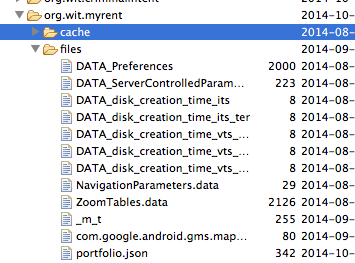 org.wit.myrent 2014-10-
cache 2014-08-
files 2014-09-
DATA_Preferences 2000 2014-08-
DATA_ServerControlledParam... 223 2014-08-
DATA_disk_creation_time_its 8 2014-08-
DATA_disk_creation_time_its_ter 8 2014-08-
DATA_disk_creation_time_vts_... 8 2014-08-
DATA_disk_creation_time_vts_... 8 2014-08-
DATA_disk_creation_time_vts_... 8 2014-08-
NavigationParameters.data 29 2014-08-
ZoomTables.data 2126 2014-08-
_m_t 255 2014-09-
com.google.android.gms.map... 80 2014-09-
portfolio.json 342 2014-10-